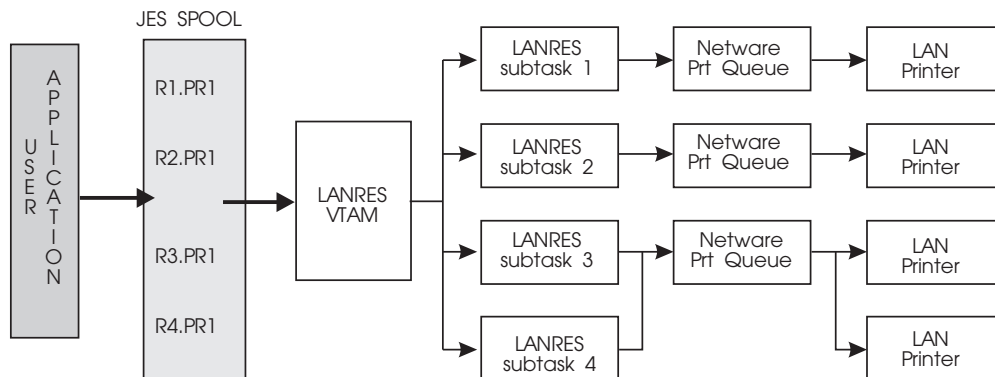 JES SPOOL
USER
APPLICATION
R1.PR1
R2.PR1
R3.PR1
R4.PR1
LANRES
VTAM
LANRES
subtask 1
Netware
Prt Queue
LAN
Printer
LANRES
subtask 2
Netware
Prt Queue
LAN
Printer
LANRES
subtask 3
Netware
Prt Queue
LAN
Printer
LANRES
subtask 4
LAN
Printer